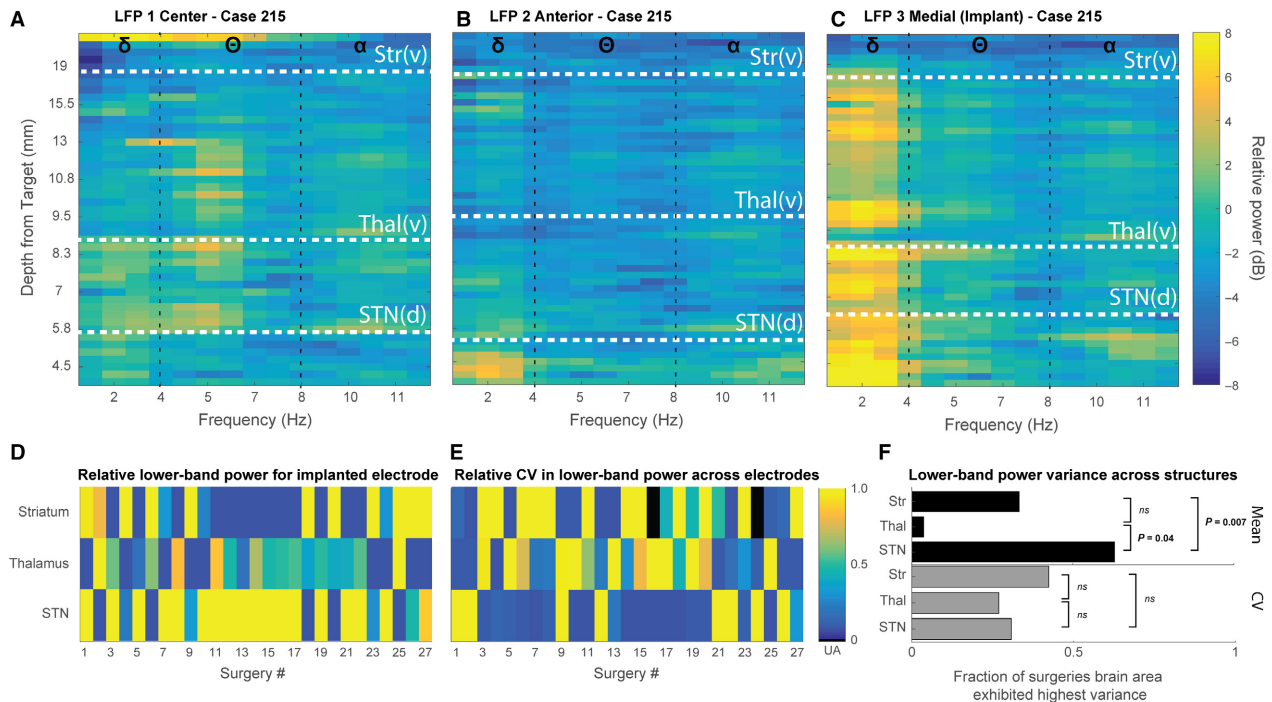 A
LFP 1 Center - Case 215
δ
Θ
α
Str(v)
Thal(v)
STN(d)
19
15.5
13
10.8
9.5
8.3
7
5.8
4.5
Depth from Target (mm)
2
4
5
7
8
10
11
Frequency (Hz)
B
LFP 2 Anterior - Case 215
δ
Θ
α
Str(v)
Thal(v)
STN(d)
2
4
5
7
8
10
11
Frequency (Hz)
C
LFP 3 Medial (Implant) - Case 215
δ
Θ
α
Str(v)
Thal(v)
STN(d)
2
4
5
7
8
10
11
Frequency (Hz)
8
6
4
2
0
−2
−4
−6
−8
Relative power (dB)
D
Relative lower-band power for implanted electrode
Striatum
Thalamus
STN
1 3 5 7 9 11 13 15 17 19 21 23 25 27
Surgery #
E
Relative CV in lower-band power across electrodes
1 3 5 7 9 11 13 15 17 19 21 23 25 27
Surgery #
1.0
0.5
0
UA
F
Lower-band power variance across structures
Str
Thal
STN
Str
Thal
STN
ns
P = 0.04
P = 0.007
ns
ns
ns
Mean
CV
0 0.5 1
Fraction of surgeries brain area
exhibited highest variance